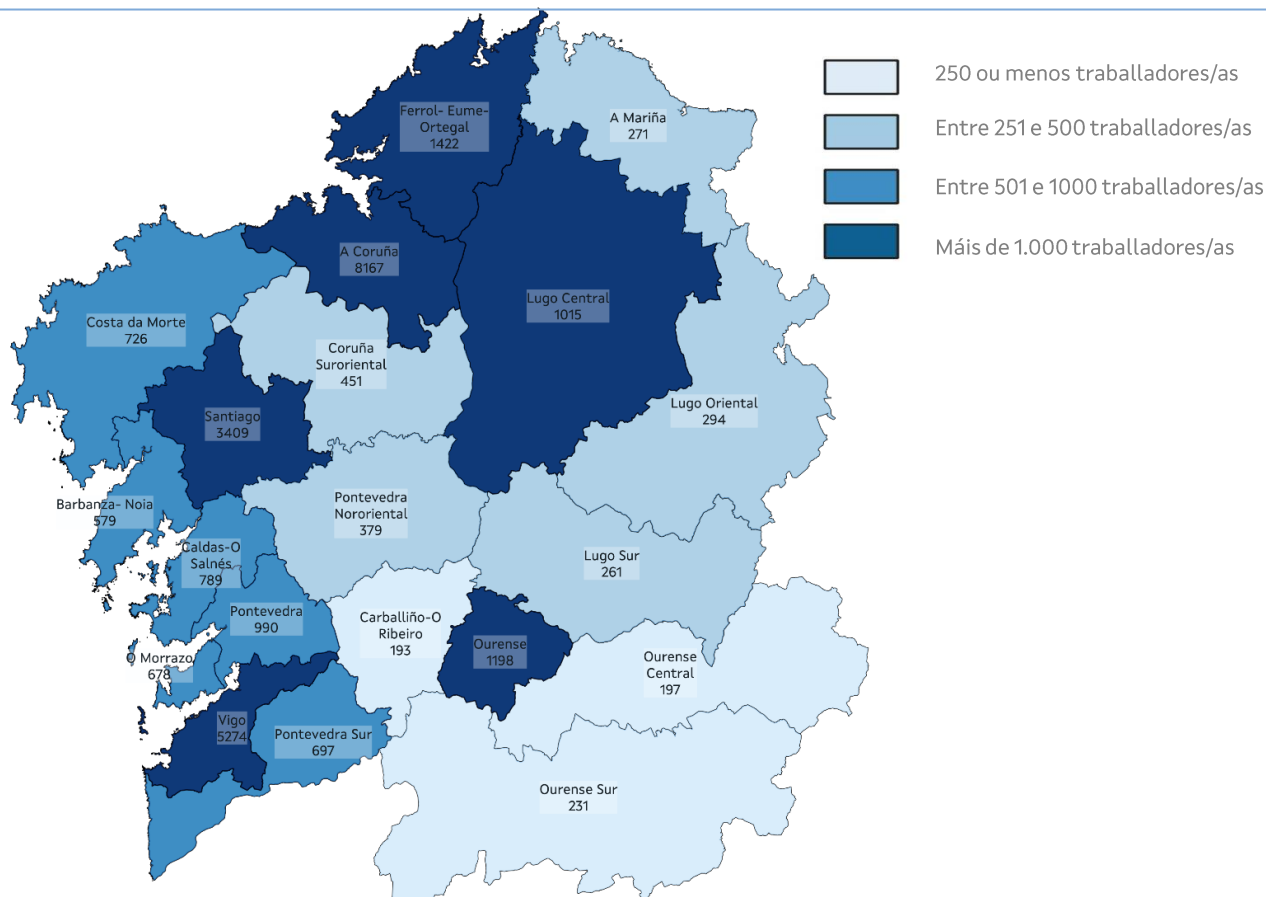 250 ou menos traballadores/as
Entre 251 e 500 traballadores/as
Entre 501 e 1000 traballadores/as
Máis de 1.000 traballadores/as
Ferrol- Eume-
Ortegal
1422
A Mariña
271
A Coruña
8167
Lugo Central
1015
Costa da Morte
726
Coruña
Suroriental
451
Santiago
3409
Lugo Oriental
294
Barbanza- Noia
579
Pontevedra
Nororiental
379
Caldas-O
Salnés
789
Lugo Sur
261
Pontevedra
990
Carballiño-O
Ribeiro
193
Ourense
1198
O Morrazo
678
Ourense
Central
197
Vigo
5274
Pontevedra Sur
697
Ourense Sur
231